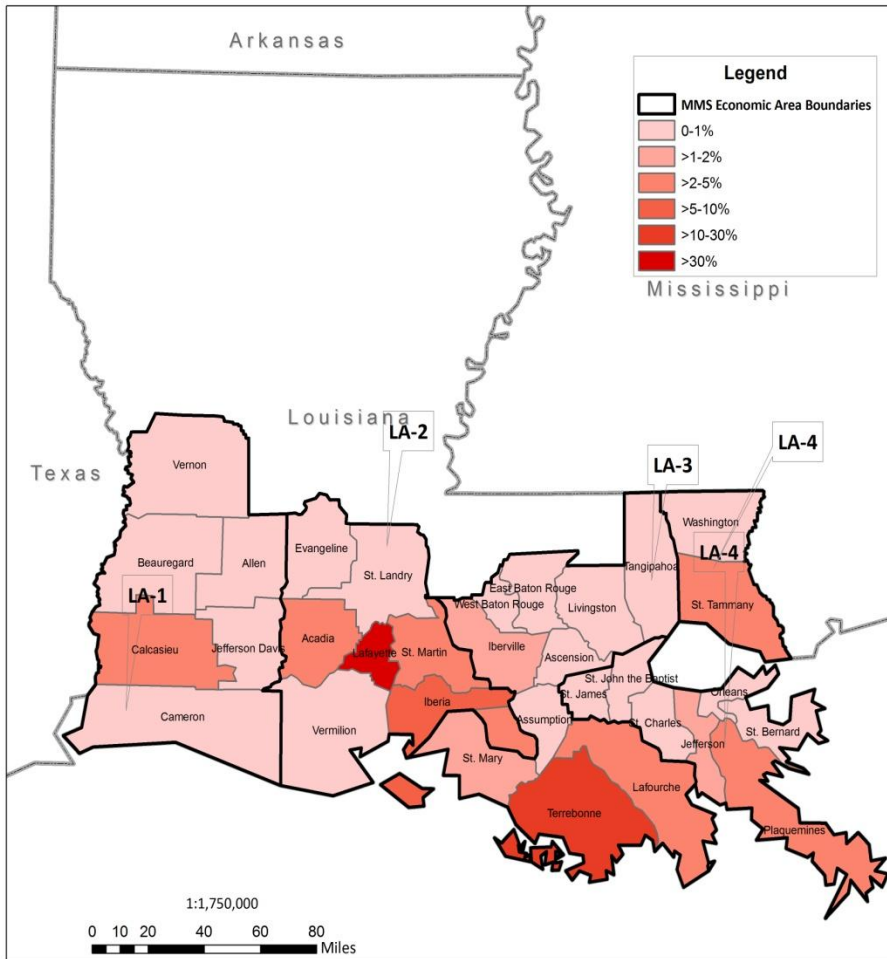 Arkansas
Legend
MMS Economic Area Boundaries
0-1%
>1-2%
>2-5%
>5-10%
>10-30%
>30%
Mississippi
Louisiana
LA-2
LA-3
LA-4
Texas
Vernon
Washington
Evangeline
LA-4
Beauregard
Allen
St. Landry
Tangipahoa
East Baton Rouge
West Baton Rouge
Livingston
LA-1
St. Tammany
Acadia
Calcasieu
Jefferson Davis
Lafayette
St. Martin
Iberville
Ascension
St. John the Baptist
Orleans
St. James
Iberia
Cameron
Vermilion
Assumption
St. Charles
St. Bernard
Jefferson
St. Mary
Lafourche
Terrebonne
Plaquemines
1:1,750,000
0 10 20 40 60 80
Miles